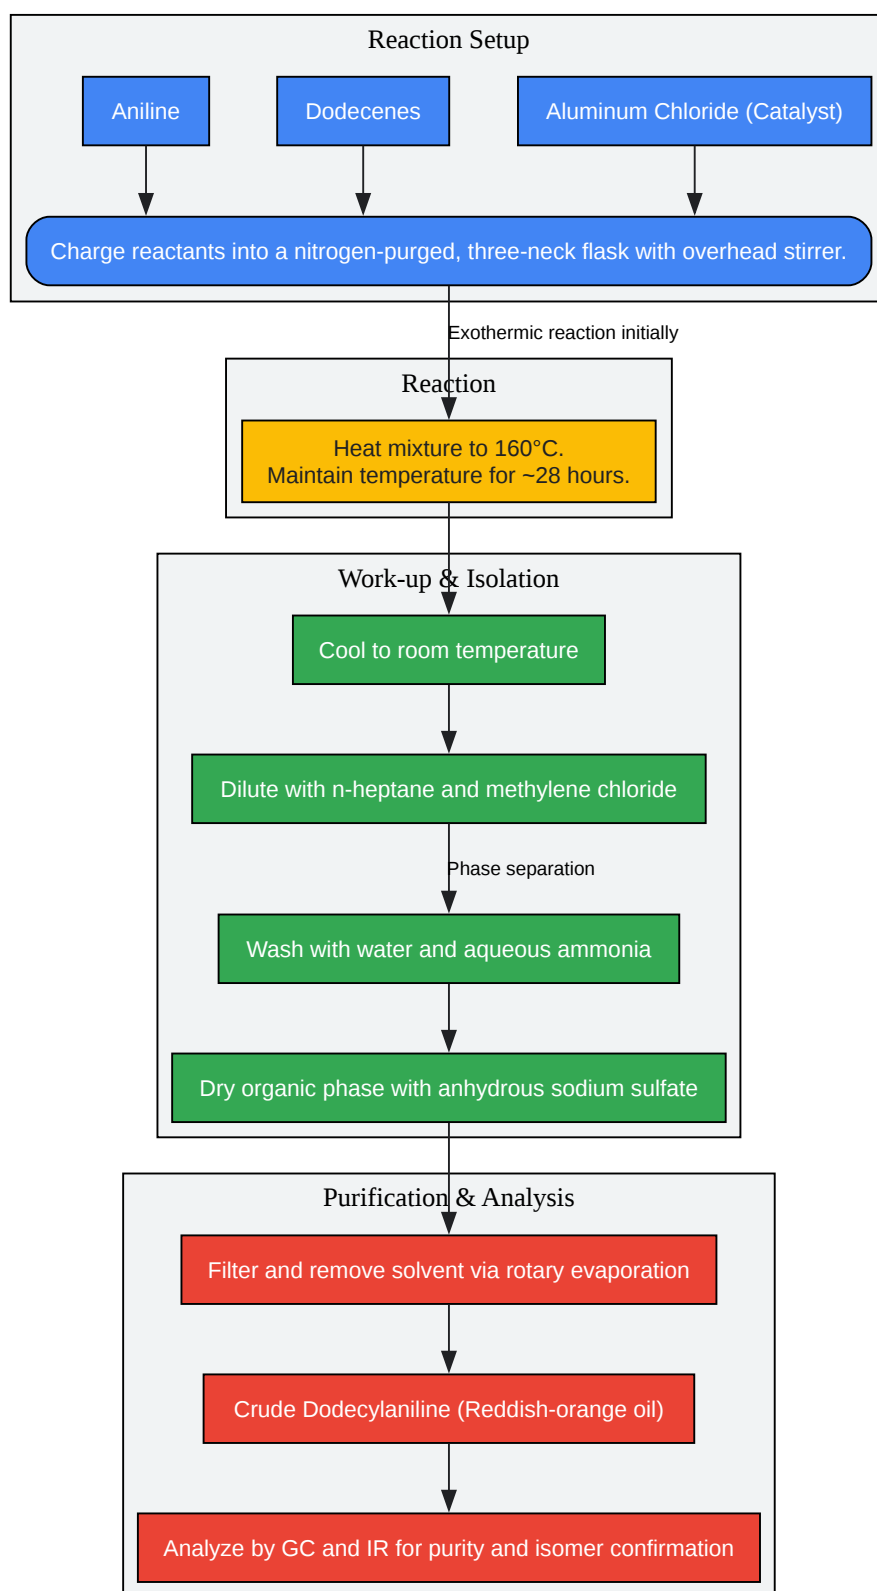 Reaction Setup
Aniline
Dodecenes
Aluminum Chloride (Catalyst)
Charge reactants into a nitrogen-purged, three-neck flask with overhead stirrer.
Exothermic reaction initially
Reaction
Heat mixture to 160°C.
Maintain temperature for ~28 hours.
Work-up & Isolation
Cool to room temperature
Dilute with n-heptane and methylene chloride
Phase separation
Wash with water and aqueous ammonia
Dry organic phase with anhydrous sodium sulfate
Purification & Analysis
Filter and remove solvent via rotary evaporation
Crude Dodecylaniline (Reddish-orange oil)
Analyze by GC and IR for purity and isomer confirmation